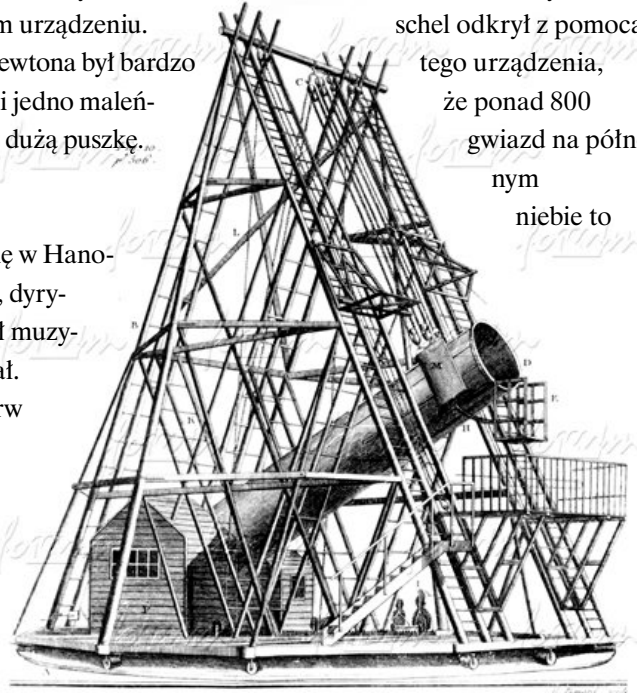 m urządzeniu.
ewtona był bardzo
i jedno maleń-
dużą puszkę.
ę w Hano-
, dyry-
ł muzy-
ał.
rw
schel odkrył z pomocą
tego urządzenia,
że ponad 800
gwiazd na półn
nym
niebie to
C
L
B
K
M
D
E
H
F
forum